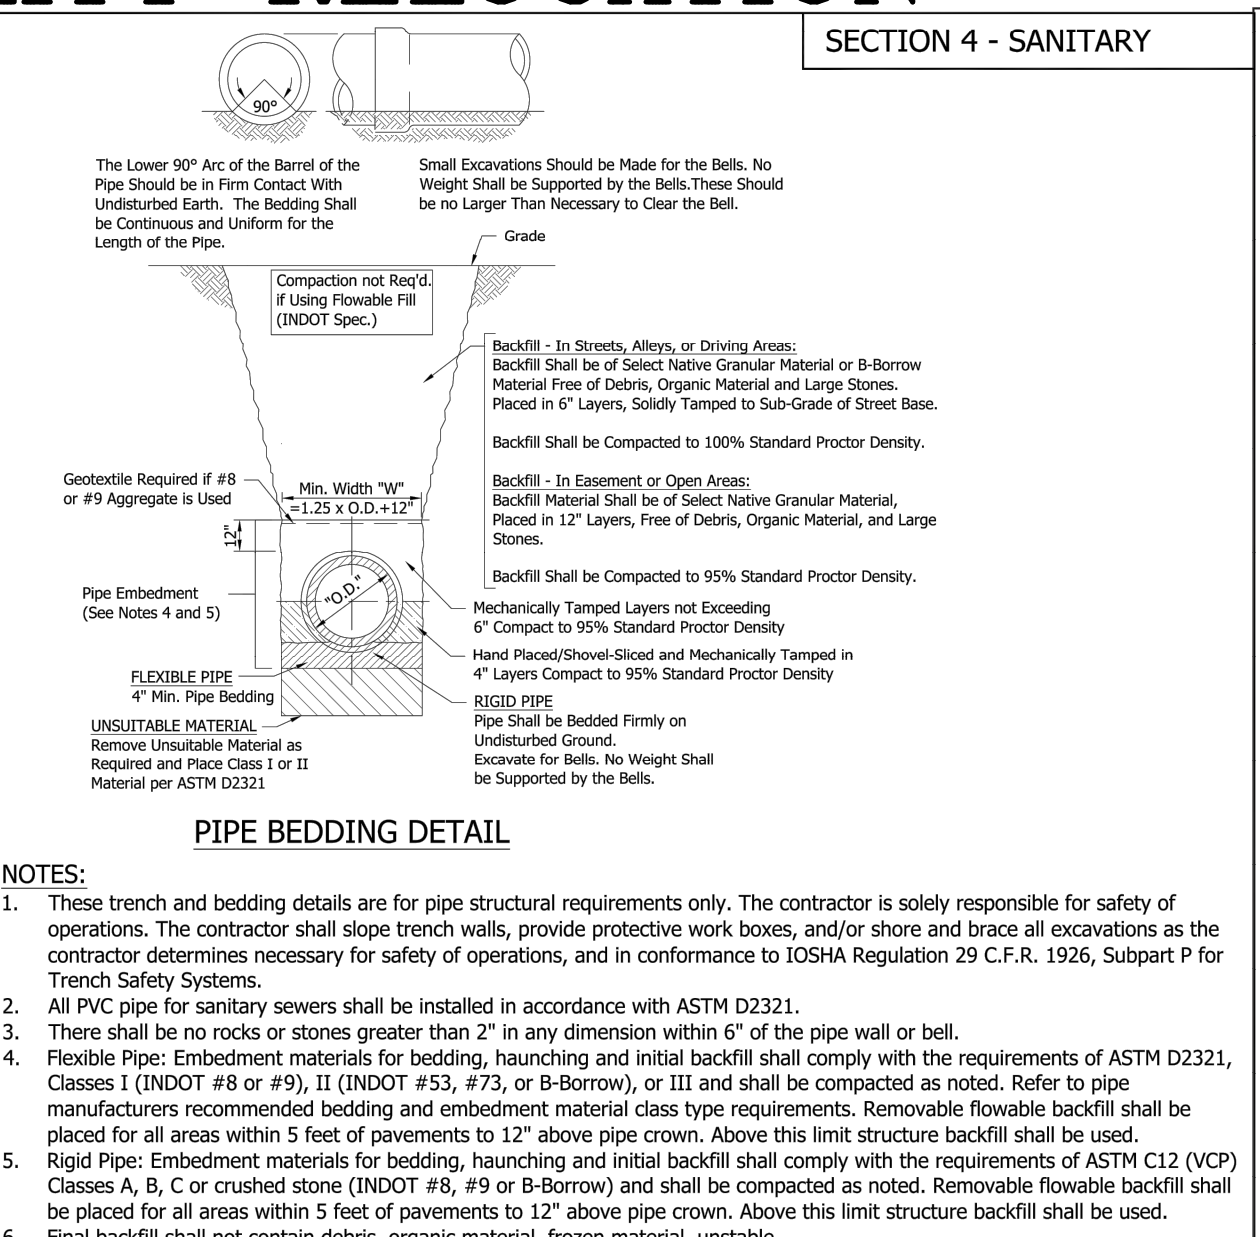 SECTION 4 - SANITARY
90°
The Lower 90° Arc of the Barrel of the
Pipe Should be in Firm Contact With
Undisturbed Earth. The Bedding Shall
be Continuous and Uniform for the
Length of the Pipe.
Small Excavations Should be Made for the Bells. No
Weight Shall be Supported by the Bells.These Should
be no Larger Than Necessary to Clear the Bell.
Grade
Compaction not Req'd.
if Using Flowable Fill
(INDOT Spec.)
Backfill - In Streets, Alleys, or Driving Areas:
Backfill Shall be of Select Native Granular Material or B-Borrow
Material Free of Debris, Organic Material and Large Stones.
Placed in 6" Layers, Solidly Tamped to Sub-Grade of Street Base.
Backfill Shall be Compacted to 100% Standard Proctor Density.
Backfill - In Easement or Open Areas:
Backfill Material Shall be of Select Native Granular Material,
Placed in 12" Layers, Free of Debris, Organic Material, and Large
Stones.
Backfill Shall be Compacted to 95% Standard Proctor Density.
Geotextile Required if #8
or #9 Aggregate is Used
Min. Width "W"
=1.25 x O.D.+12"
12"
Pipe Embedment
(See Notes 4 and 5)
"O.D."
Mechanically Tamped Layers not Exceeding
6" Compact to 95% Standard Proctor Density
Hand Placed/Shovel-Sliced and Mechanically Tamped in
4" Layers Compact to 95% Standard Proctor Density
FLEXIBLE PIPE
4" Min. Pipe Bedding
RIGID PIPE
Pipe Shall be Bedded Firmly on
Undisturbed Ground.
Excavate for Bells. No Weight Shall
be Supported by the Bells.
UNSUITABLE MATERIAL
Remove Unsuitable Material as
Required and Place Class I or II
Material per ASTM D2321
PIPE BEDDING DETAIL
NOTES:
1. These trench and bedding details are for pipe structural requirements only. The contractor is solely responsible for safety of
operations. The contractor shall slope trench walls, provide protective work boxes, and/or shore and brace all excavations as the
contractor determines necessary for safety of operations, and in conformance to IOSHA Regulation 29 C.F.R. 1926, Subpart P for
Trench Safety Systems.
2. All PVC pipe for sanitary sewers shall be installed in accordance with ASTM D2321.
3. There shall be no rocks or stones greater than 2" in any dimension within 6" of the pipe wall or bell.
4. Flexible Pipe: Embedment materials for bedding, haunching and initial backfill shall comply with the requirements of ASTM D2321,
Classes I (INDOT #8 or #9), II (INDOT #53, #73, or B-Borrow), or III and shall be compacted as noted. Refer to pipe
manufacturers recommended bedding and embedment material class type requirements. Removable flowable backfill shall be
placed for all areas within 5 feet of pavements to 12" above pipe crown. Above this limit structure backfill shall be used.
5. Rigid Pipe: Embedment materials for bedding, haunching and initial backfill shall comply with the requirements of ASTM C12 (VCP)
Classes A, B, C or crushed stone (INDOT #8, #9 or B-Borrow) and shall be compacted as noted. Removable flowable backfill shall
be placed for all areas within 5 feet of pavements to 12" above pipe crown. Above this limit structure backfill shall be used.
6. Final backfill shall not contain debris, organic material, frozen material, unstable